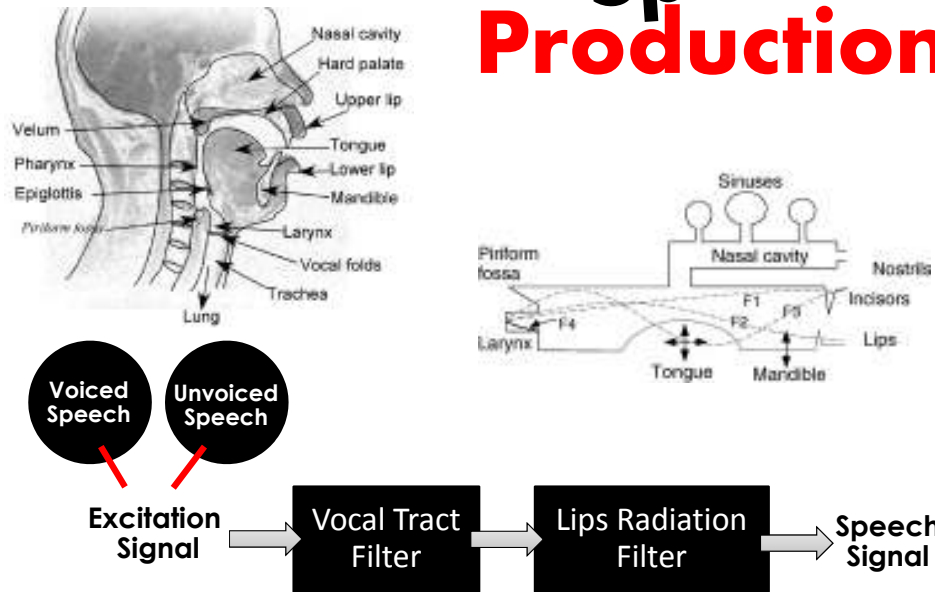 Production
Nasal cavity
Hard palate
Upper lip
Velum
Tongue
Pharynx
Lower lip
Epiglottis
Mandible
Piriform fossa
Larynx
Vocal folds
Trachea
Lung
Sinuses
Piriform
fossa
Nasal cavity
Nostrils
F1
Incisors
F3
F2
F4
Larynx
Lips
Tongue
Mandible
Voiced
Speech
Unvoiced
Speech
Excitation
Signal
Vocal Tract
Filter
Lips Radiation
Filter
Speech
Signal